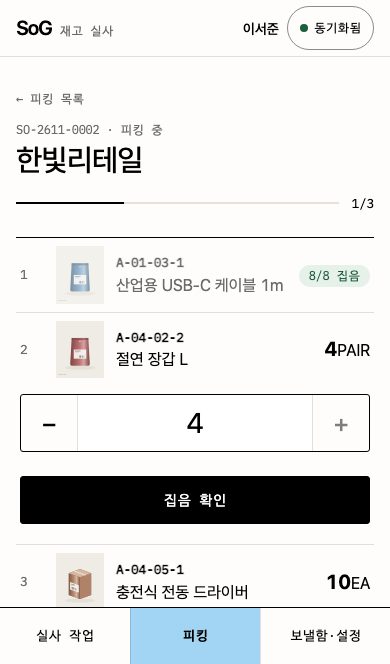 SoG 재고 실사 이서준 동기화됨
← 피킹 목록
SO-2611-0002 · 피킹 중
한빛리테일
1/3
1 A-01-03-1 8/8 집음
산업용 USB-C 케이블 1m
2 A-04-02-2 4PAIR
절연 장갑 L
− 4 +
집음 확인
3 A-04-05-1 10EA
충전식 전동 드라이버
실사 작업 피킹 보낼함·설정